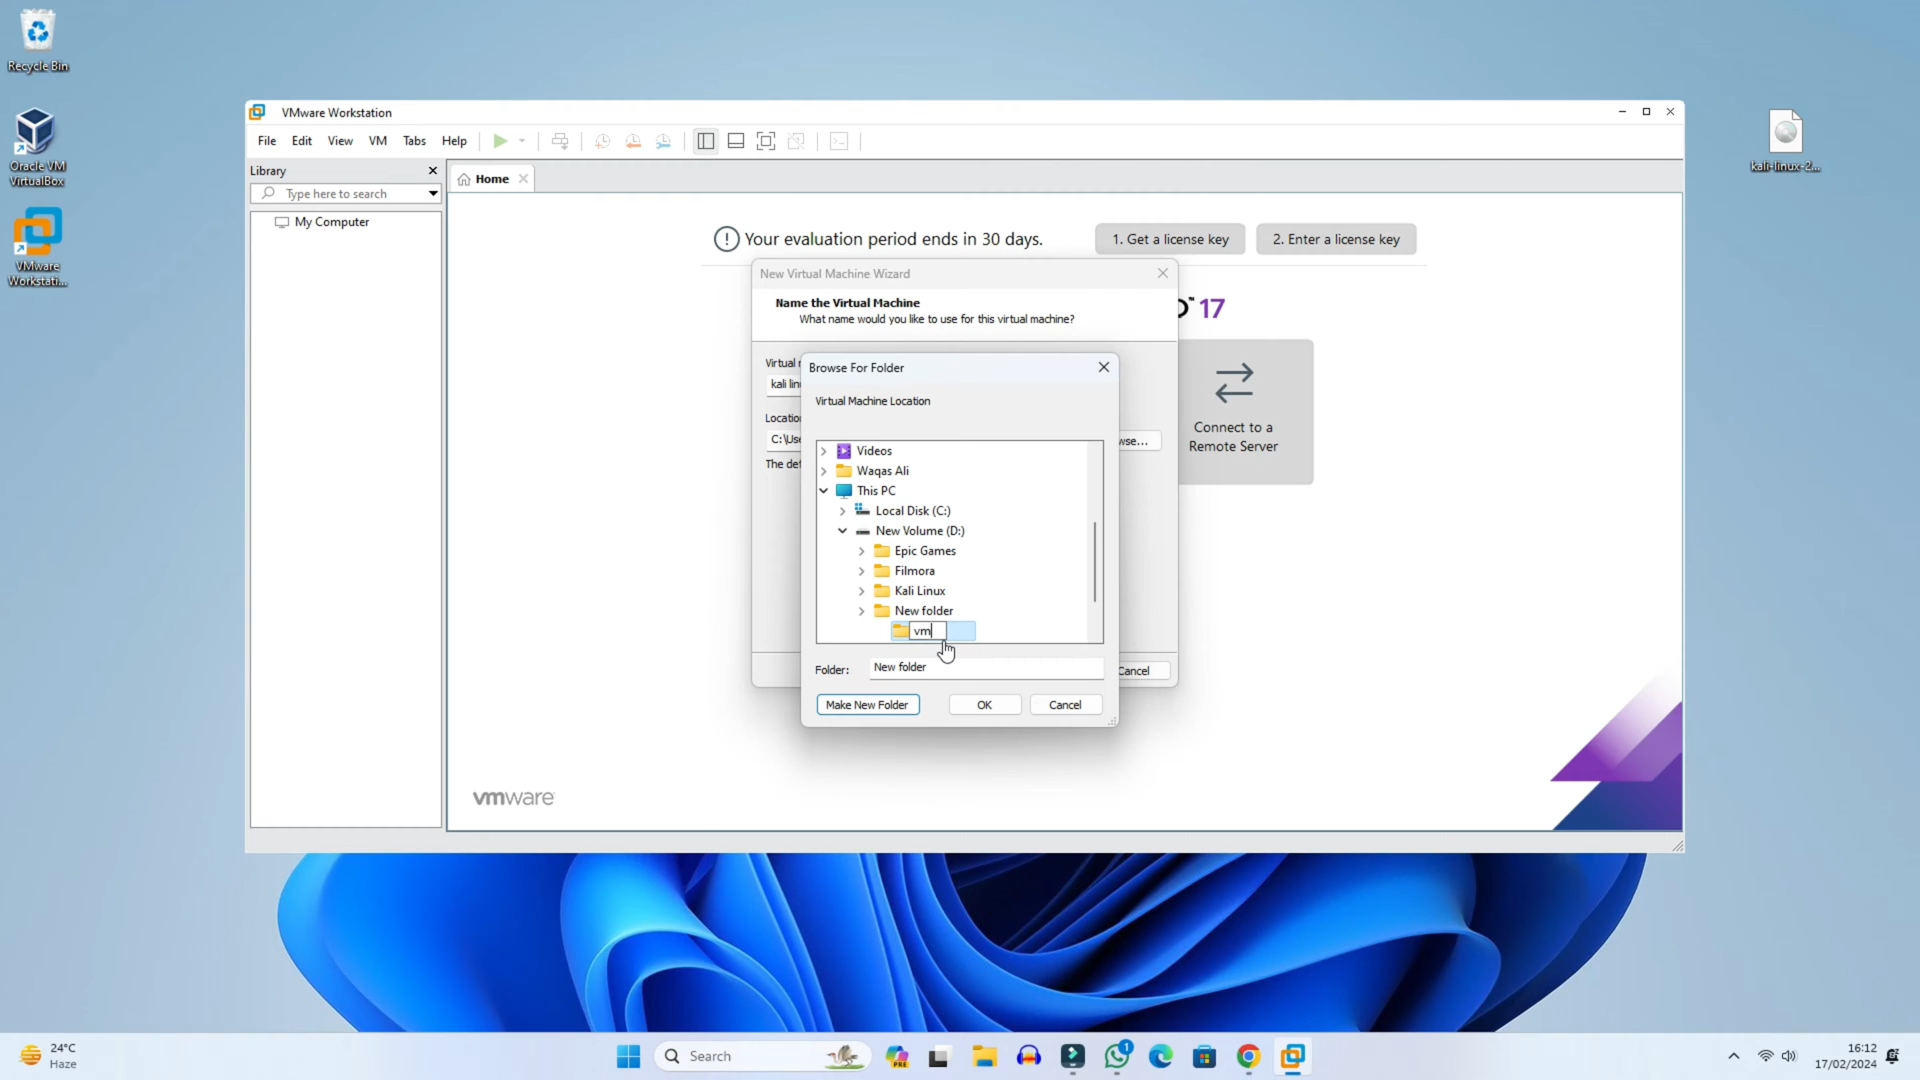 Recycle Bin
Oracle VM
VirtualBox
VMware
Workstati...
kali-linux-2...
VMware Workstation
File Edit View VM Tabs Help
Library
Type here to search
My Computer
Home
! Your evaluation period ends in 30 days.
1. Get a license key
2. Enter a license key
™ 17
Connect to a
Remote Server
New Virtual Machine Wizard
Name the Virtual Machine
What name would you like to use for this virtual machine?
Virtual
kali lin
Location
C:\Use
The def
wse...
Cancel
Browse For Folder
Virtual Machine Location
Videos
Waqas Ali
This PC
Local Disk (C:)
New Volume (D:)
Epic Games
Filmora
Kali Linux
New folder
vm
Folder: New folder
Make New Folder
OK
Cancel
vmware
24°C
Haze
Search
PRE
1
16:12
17/02/2024